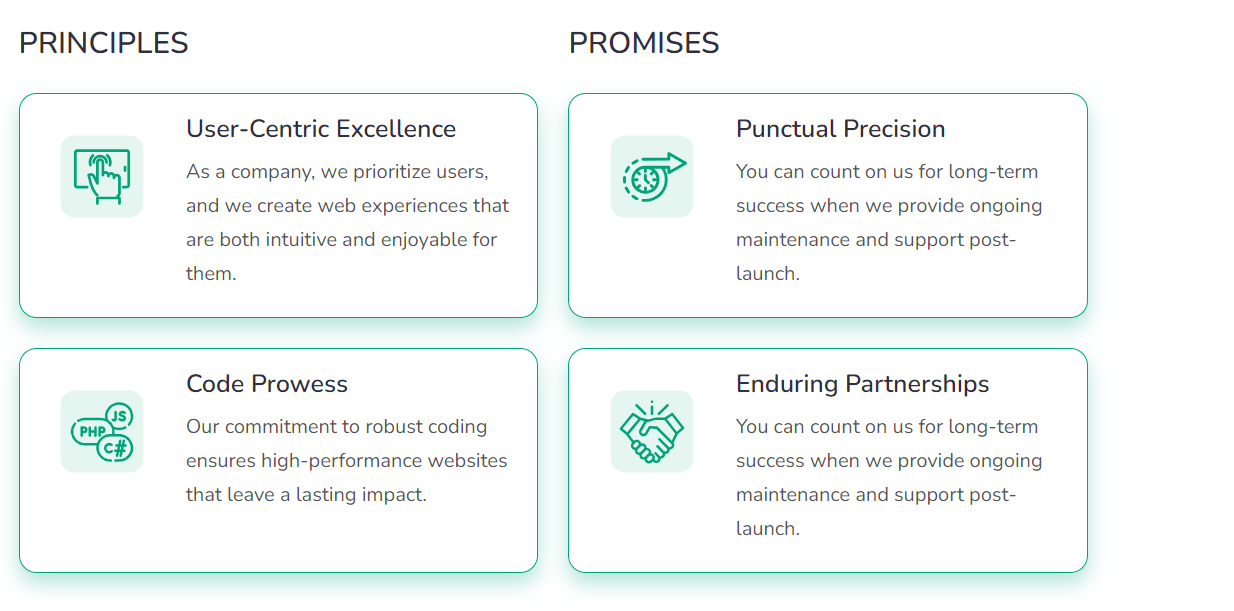 PRINCIPLES
User-Centric Excellence
As a company, we prioritize users,
and we create web experiences that
are both intuitive and enjoyable for
them.
JS
PHP
C#
Code Prowess
Our commitment to robust coding
ensures high-performance websites
that leave a lasting impact.
PROMISES
Punctual Precision
You can count on us for long-term
success when we provide ongoing
maintenance and support post-
launch.
Enduring Partnerships
You can count on us for long-term
success when we provide ongoing
maintenance and support post-
launch.